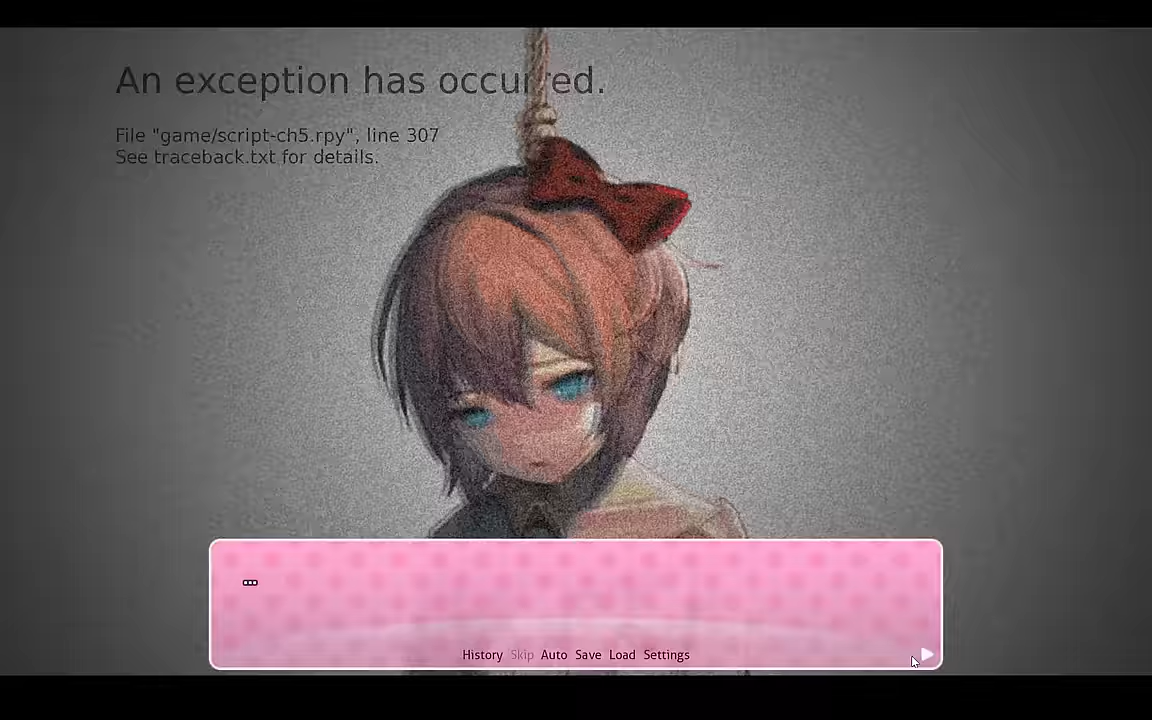 An exception has occurred.
File "game/script-ch5.rpy", line 307
See traceback.txt for details.
...
History Skip Auto Save Load Settings